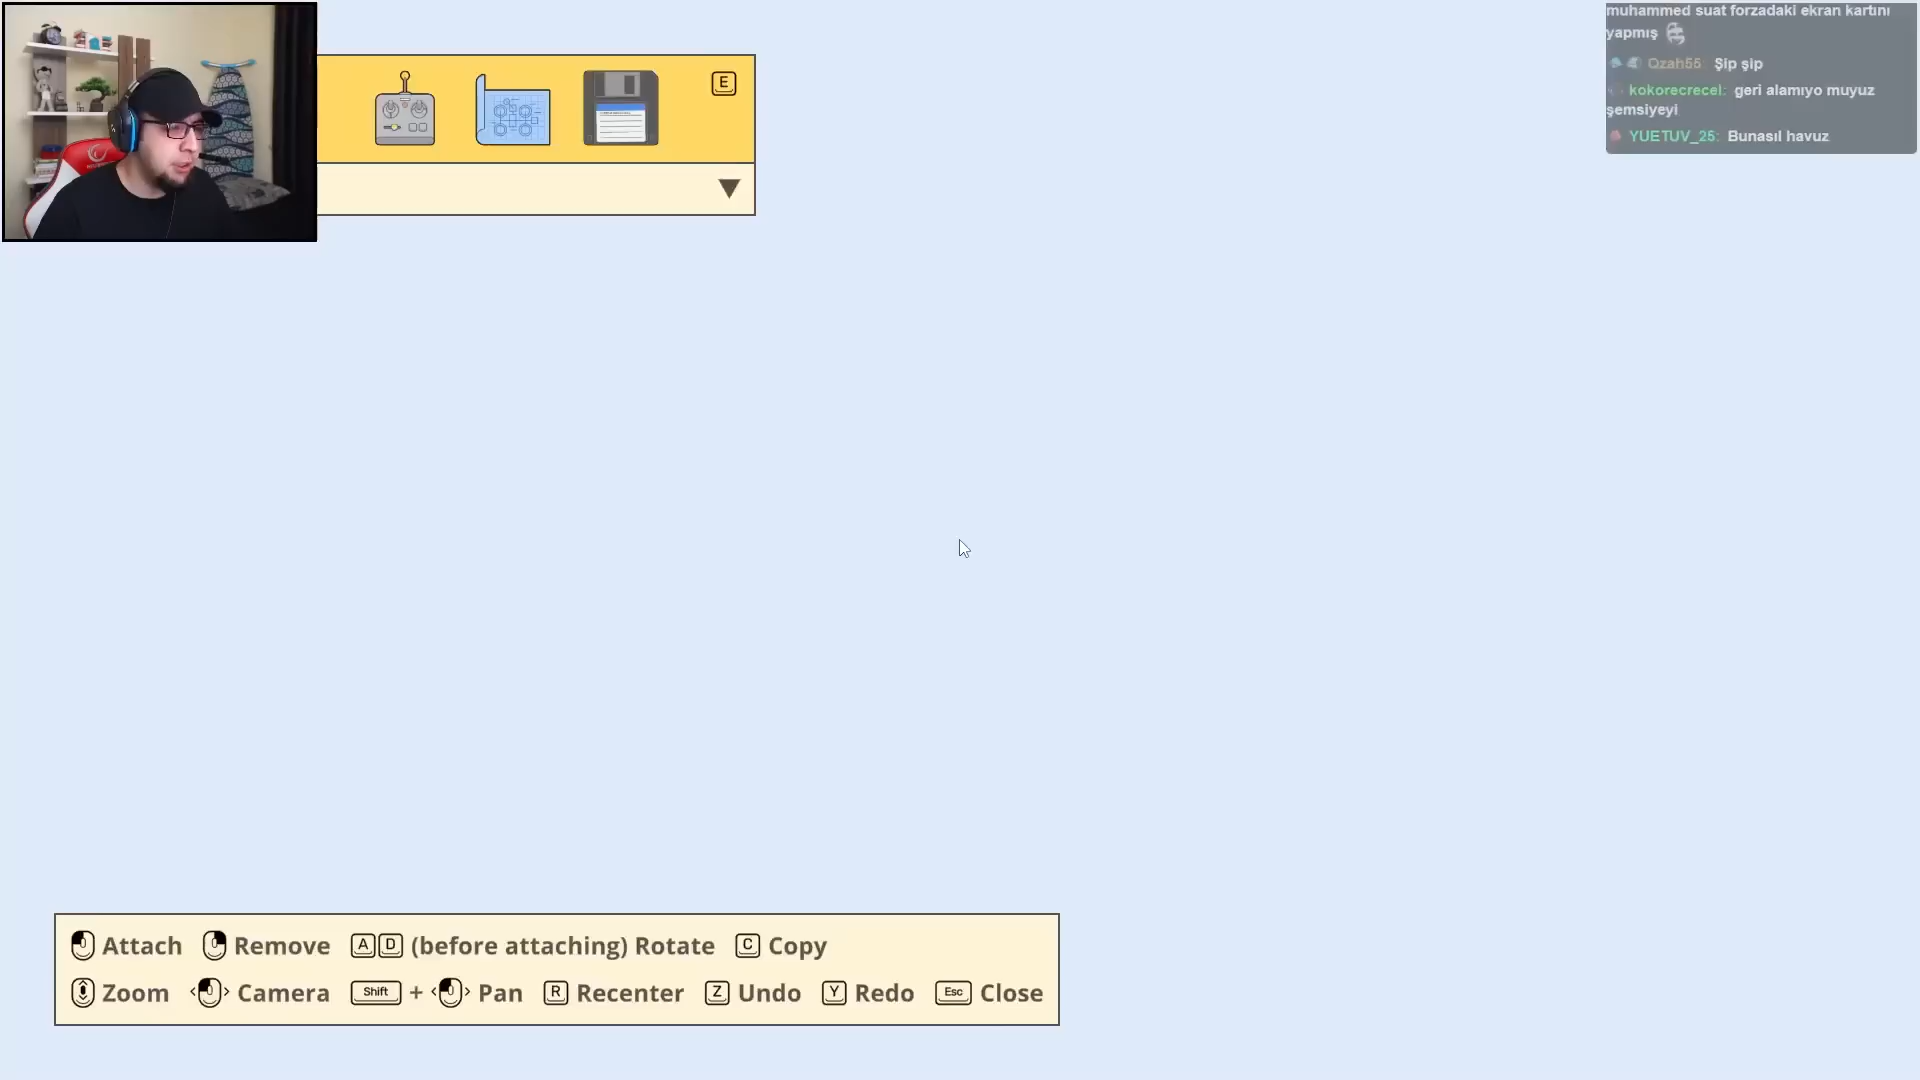 muhammed suat forzadaki ekran kartını
yapmış
Qzah55: Şip şip
kokorecrecel: geri alamıyo muyuz
şemsiyeyi
YUETUV_25: Bunasıl havuz
E
Attach Remove A D (before attaching) Rotate C Copy
Zoom Camera Shift + Pan R Recenter Z Undo Y Redo Esc Close